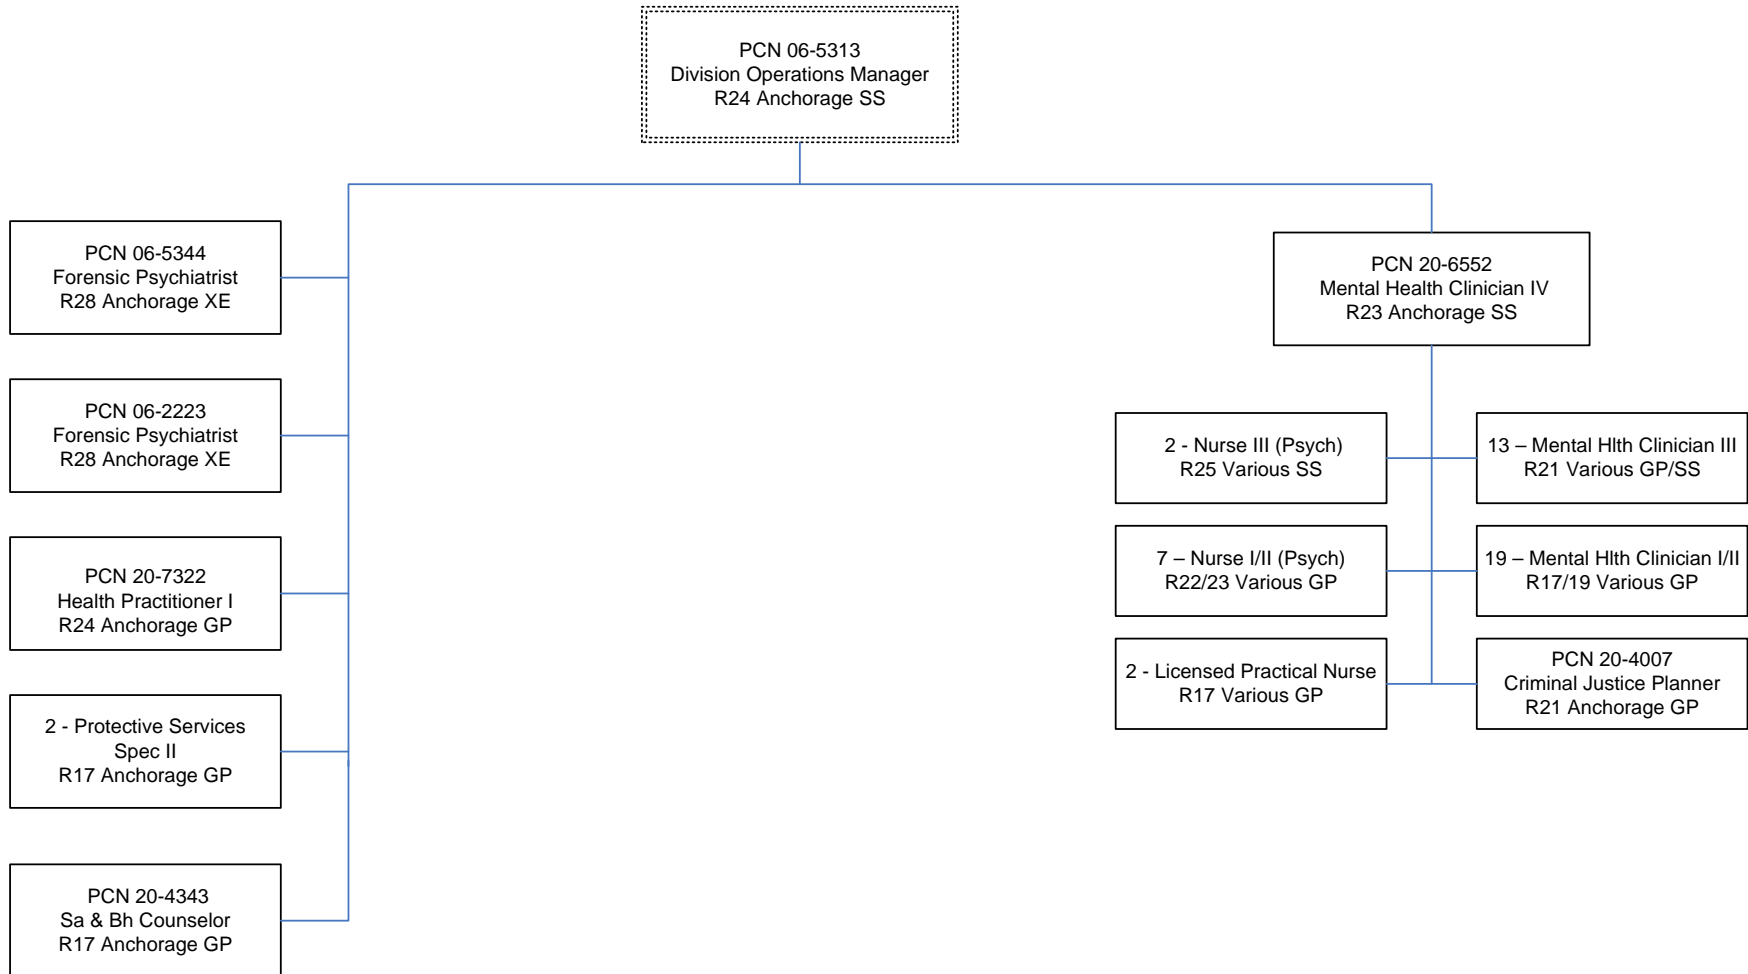 PCN 06-5313
Division Operations Manager
R24 Anchorage SS
PCN 06-5344
Forensic Psychiatrist
R28 Anchorage XE
PCN 06-2223
Forensic Psychiatrist
R28 Anchorage XE
PCN 20-7322
Health Practitioner I
R24 Anchorage GP
2 - Protective Services
Spec II
R17 Anchorage GP
PCN 20-4343
Sa & Bh Counselor
R17 Anchorage GP
PCN 20-6552
Mental Health Clinician IV
R23 Anchorage SS
2 - Nurse III (Psych)
R25 Various SS
13 – Mental Hlth Clinician III
R21 Various GP/SS
7 – Nurse I/II (Psych)
R22/23 Various GP
19 – Mental Hlth Clinician I/II
R17/19 Various GP
2 - Licensed Practical Nurse
R17 Various GP
PCN 20-4007
Criminal Justice Planner
R21 Anchorage GP